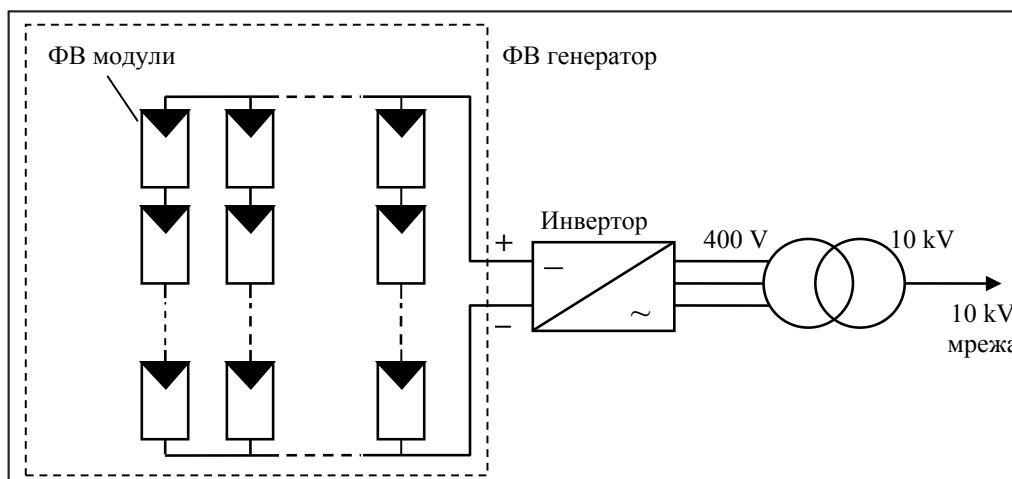 ФВ модули
ФВ генератор
+
Инвертор
400 V
10 kV
−
~
−
10 kV
мрежа